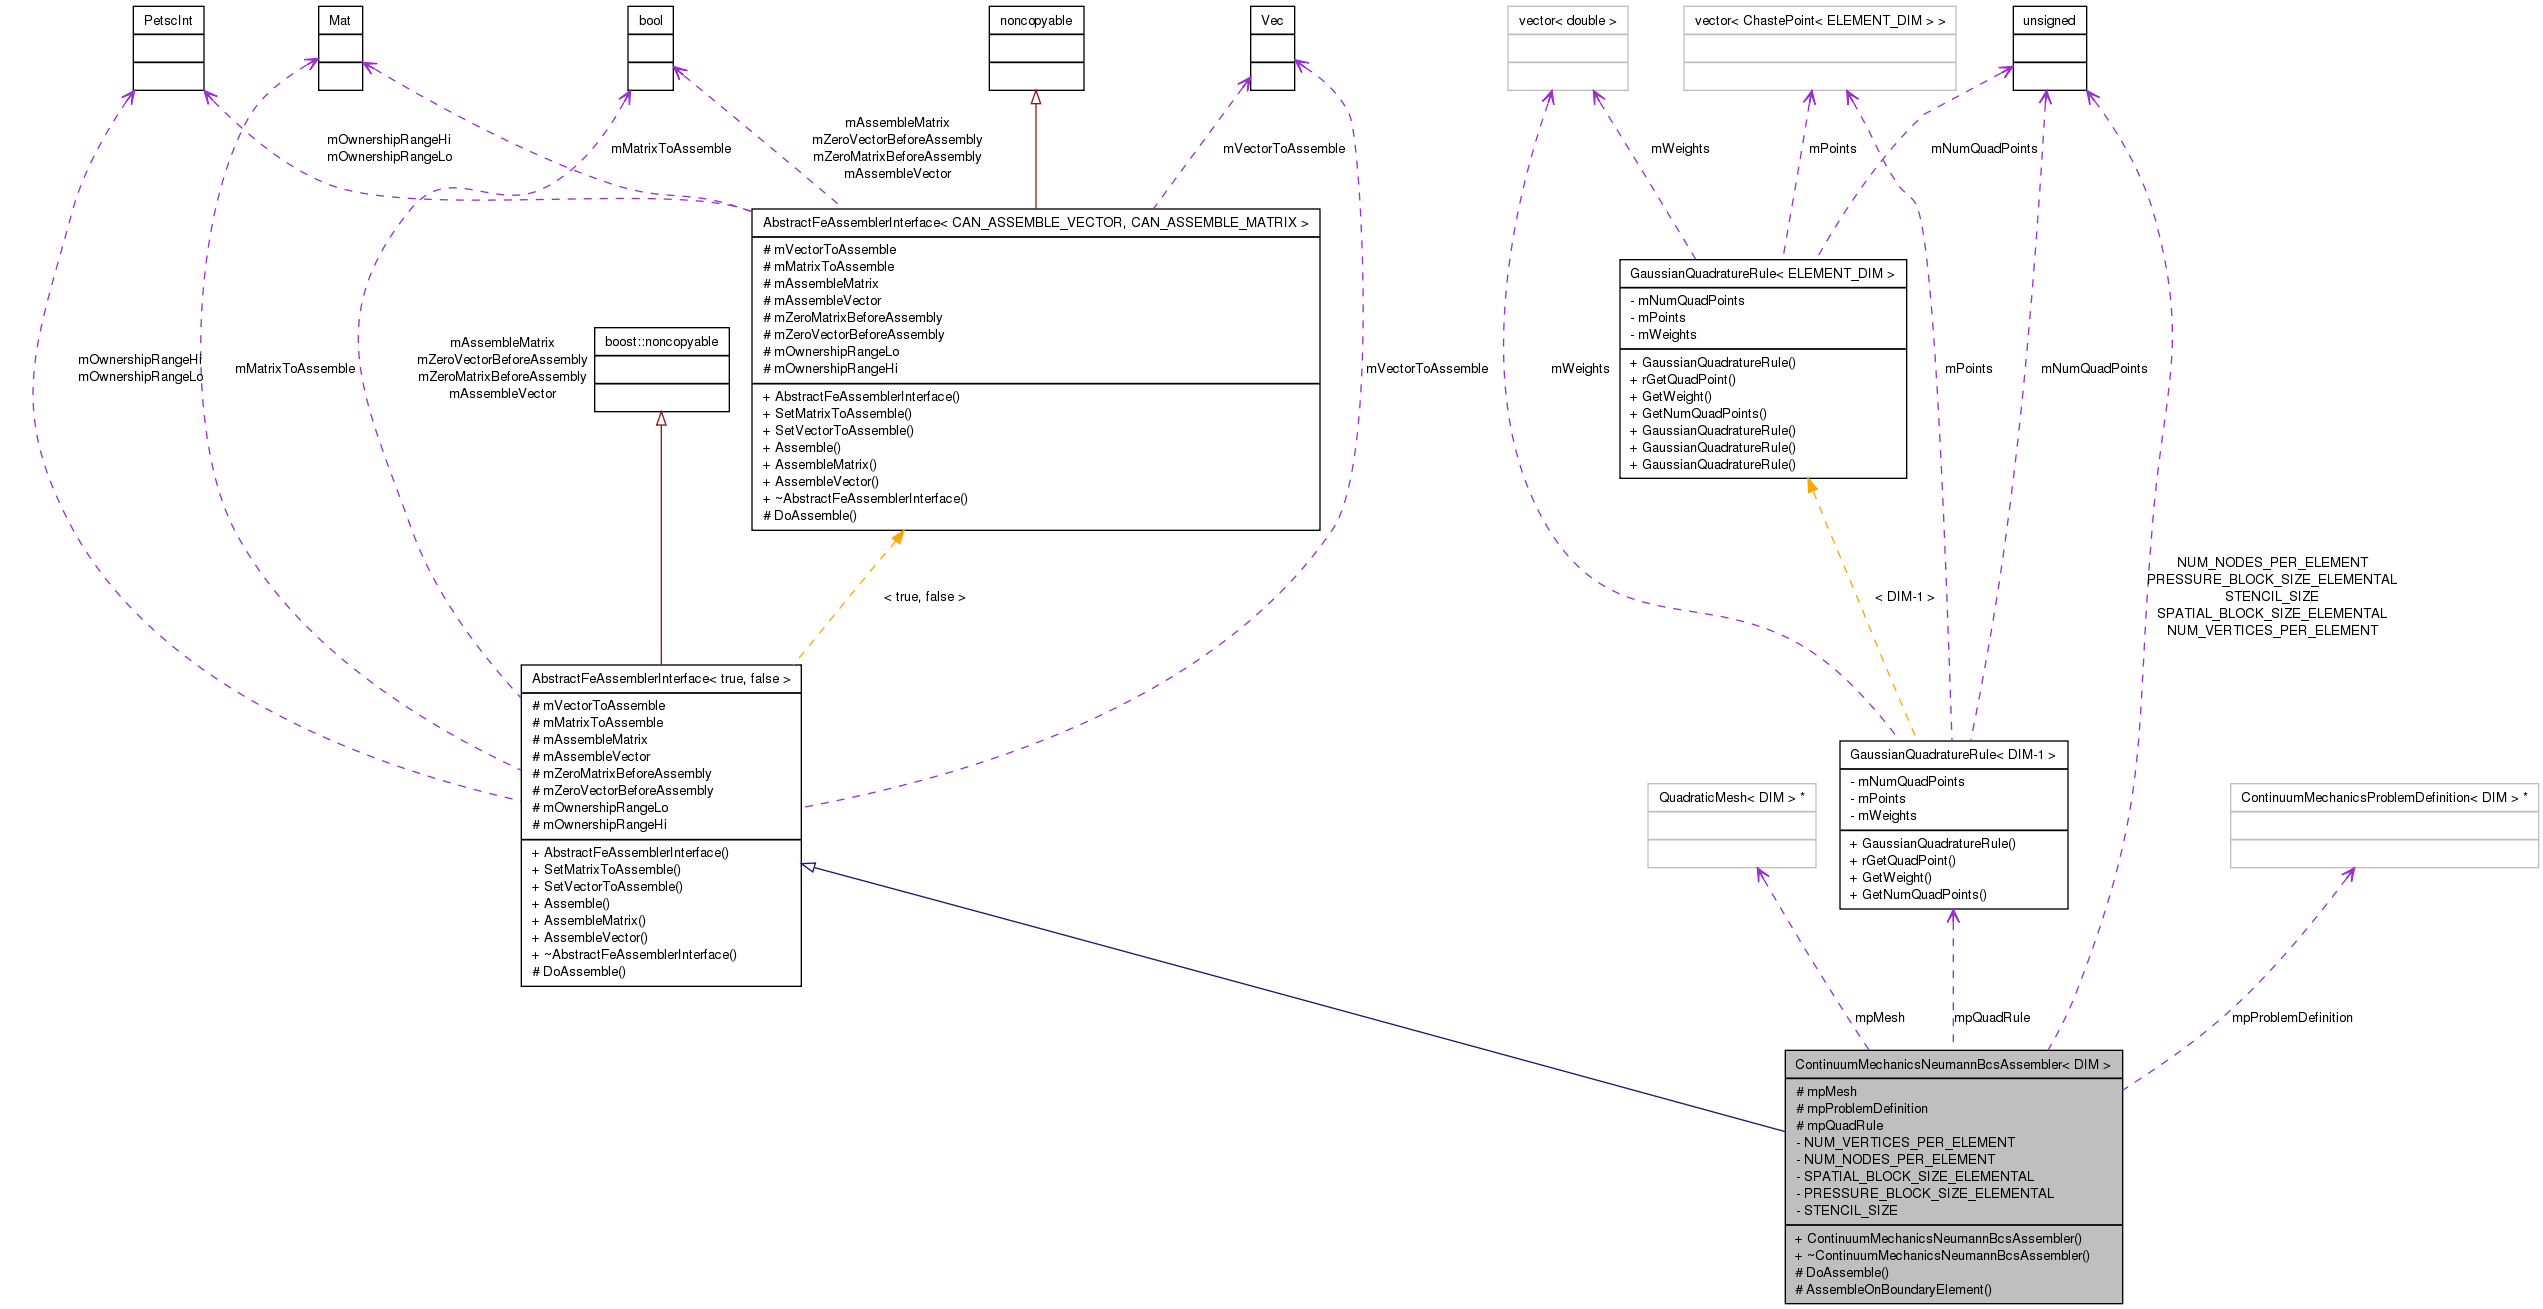 PetscInt
Mat
bool
noncopyable
Vec
vector< double >
vector< ChastePoint< ELEMENT_DIM > >
unsigned
mOwnershipRangeHi
mOwnershipRangeLo
mMatrixToAssemble
mAssembleMatrix
mZeroVectorBeforeAssembly
mZeroMatrixBeforeAssembly
mAssembleVector
mVectorToAssemble
mWeights
mPoints
mNumQuadPoints
AbstractFeAssemblerInterface< CAN_ASSEMBLE_VECTOR, CAN_ASSEMBLE_MATRIX >
# mVectorToAssemble
# mMatrixToAssemble
# mAssembleMatrix
# mAssembleVector
# mZeroMatrixBeforeAssembly
# mZeroVectorBeforeAssembly
# mOwnershipRangeLo
# mOwnershipRangeHi
+ AbstractFeAssemblerInterface()
+ SetMatrixToAssemble()
+ SetVectorToAssemble()
+ Assemble()
+ AssembleMatrix()
+ AssembleVector()
+ ~AbstractFeAssemblerInterface()
# DoAssemble()
GaussianQuadratureRule< ELEMENT_DIM >
- mNumQuadPoints
- mPoints
- mWeights
+ GaussianQuadratureRule()
+ rGetQuadPoint()
+ GetWeight()
+ GetNumQuadPoints()
+ GaussianQuadratureRule()
+ GaussianQuadratureRule()
+ GaussianQuadratureRule()
mOwnershipRangeHi
mOwnershipRangeLo
mMatrixToAssemble
mAssembleMatrix
mZeroVectorBeforeAssembly
mZeroMatrixBeforeAssembly
mAssembleVector
boost::noncopyable
mVectorToAssemble
mWeights
mPoints
mNumQuadPoints
< true, false >
< DIM-1 >
NUM_NODES_PER_ELEMENT
PRESSURE_BLOCK_SIZE_ELEMENTAL
STENCIL_SIZE
SPATIAL_BLOCK_SIZE_ELEMENTAL
NUM_VERTICES_PER_ELEMENT
AbstractFeAssemblerInterface< true, false >
# mVectorToAssemble
# mMatrixToAssemble
# mAssembleMatrix
# mAssembleVector
# mZeroMatrixBeforeAssembly
# mZeroVectorBeforeAssembly
# mOwnershipRangeLo
# mOwnershipRangeHi
+ AbstractFeAssemblerInterface()
+ SetMatrixToAssemble()
+ SetVectorToAssemble()
+ Assemble()
+ AssembleMatrix()
+ AssembleVector()
+ ~AbstractFeAssemblerInterface()
# DoAssemble()
QuadraticMesh< DIM > *
GaussianQuadratureRule< DIM-1 >
- mNumQuadPoints
- mPoints
- mWeights
+ GaussianQuadratureRule()
+ rGetQuadPoint()
+ GetWeight()
+ GetNumQuadPoints()
ContinuumMechanicsProblemDefinition< DIM > *
mpMesh
mpQuadRule
mpProblemDefinition
ContinuumMechanicsNeumannBcsAssembler< DIM >
# mpMesh
# mpProblemDefinition
# mpQuadRule
- NUM_VERTICES_PER_ELEMENT
- NUM_NODES_PER_ELEMENT
- SPATIAL_BLOCK_SIZE_ELEMENTAL
- PRESSURE_BLOCK_SIZE_ELEMENTAL
- STENCIL_SIZE
+ ContinuumMechanicsNeumannBcsAssembler()
+ ~ContinuumMechanicsNeumannBcsAssembler()
# DoAssemble()
# AssembleOnBoundaryElement()